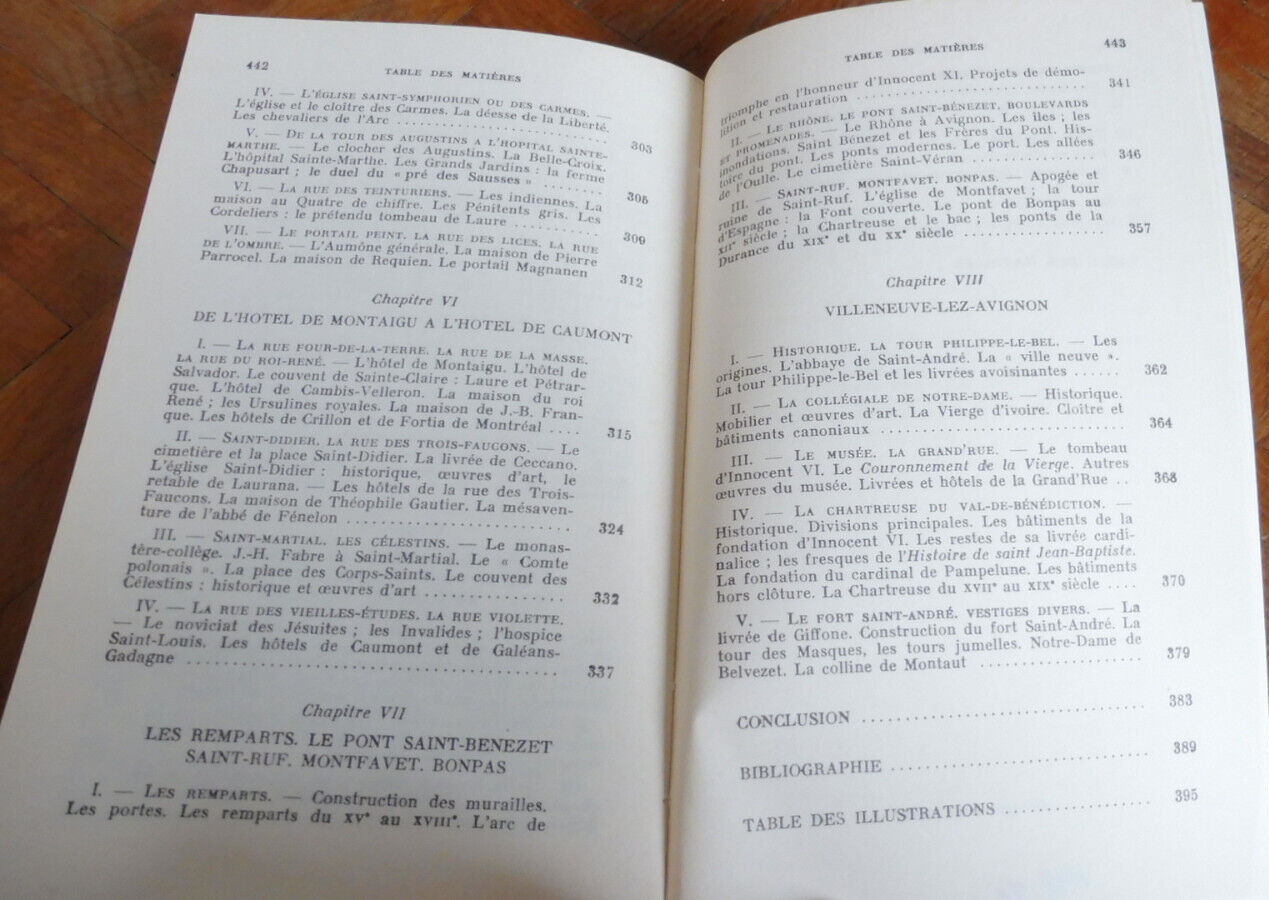 442
TABLE DES MATIÈRES
IV. — L'ÉGLISE SAINT-SYMPHORIEN OU DES CARMES. —
L'église et le cloître des Carmes. La déesse de la Liberté.
Les chevaliers de l'Arc ........................ 303
V. — DE LA TOUR DES AUGUSTINS A L'HOPITAL SAINTE-
MARTHE. — Le clocher des Augustins. La Belle-Croix.
L'hôpital Sainte-Marthe. Les Grands Jardins : la ferme
Chapusart ; le duel du « pré des Sausses » ........ 305
VI. — LA RUE DES TEINTURIERS. — Les indiennes. La
maison au Quatre de chiffre. Les Pénitents gris. Les
Cordeliers : le prétendu tombeau de Laure ........... 309
VII. — LE PORTAIL PEINT. LA RUE DES LICES. LA RUE
DE L'OMBRE. — L'Aumône générale. La maison de Pierre
Parrocel. La maison de Requien. Le portail Magnanen 312
Chapitre VI
DE L'HOTEL DE MONTAIGU A L'HOTEL DE CAUMONT
I. — LA RUE FOUR-DE-LA-TERRE. LA RUE DE LA MASSE.
LA RUE DU ROI-RENÉ. — L'hôtel de Montaigu. L'hôtel de
Salvador. Le couvent de Sainte-Claire : Laure et Pétrar-
que. L'hôtel de Cambis-Velleron. La maison du roi
René ; les Ursulines royales. La maison de J.-B. Fran-
que. Les hôtels de Crillon et de Fortia de Montréal .... 315
II. — SAINT-DIDIER. LA RUE DES TROIS-FAUCONS. — Le
cimetière et la place Saint-Didier. La livrée de Ceccano.
L'église Saint-Didier : historique, œuvres d'art, le
retable de Laurana. — Les hôtels de la rue des Trois-
Faucons. La maison de Théophile Gautier. La mésaven-
ture de l'abbé de Fénelon ........................ 324
III. — SAINT-MARTIAL. LES CÉLESTINS. — Le monas-
tère-collège. J.-H. Fabre à Saint-Martial. Le « Comte
polonais ». La place des Corps-Saints. Le couvent des
Célestins : historique et œuvres d'art ................ 332
IV. — LA RUE DES VIEILLES-ÉTUDES. LA RUE VIOLETTE.
— Le noviciat des Jésuites ; les Invalides ; l'hospice
Saint-Louis. Les hôtels de Caumont et de Galéans-
Gadagne ........................................ 337
Chapitre VII
LES REMPARTS. LE PONT SAINT-BENEZET
SAINT-RUF. MONTFAVET. BONPAS
I. — LES REMPARTS. — Construction des murailles.
Les portes. Les remparts du XVe au XVIIIe. L'arc de
TABLE DES MATIÈRES
443
triomphe en l'honneur d'Innocent XI. Projets de démo-
lition et restauration ........................ 341
II. — LE RHÔNE. LE PONT SAINT-BÉNEZET. BOULEVARDS
ET PROMENADES. — Le Rhône à Avignon. Les îles ; les
inondations. Saint Bénezet et les Frères du Pont. His-
toire du pont. Les ponts modernes. Le port. Les allées
de l'Oulle. Le cimetière Saint-Véran ............ 346
III. — SAINT-RUF. MONTFAVET. BONPAS. — Apogée et
ruine de Saint-Ruf. L'église de Montfavet ; la tour
d'Espagne : la Font couverte. Le pont de Bonpas au
XIIe siècle ; la Chartreuse et le bac ; les ponts de la
Durance du XIXe et du XXe siècle ................ 357
Chapitre VIII
VILLENEUVE-LEZ-AVIGNON
I. — HISTORIQUE. LA TOUR PHILIPPE-LE-BEL. — Les
origines. L'abbaye de Saint-André. La « ville neuve ».
La tour Philippe-le-Bel et les livrées avoisinantes ...... 362
II. — LA COLLÉGIALE DE NOTRE-DAME. — Historique.
Mobilier et œuvres d'art. La Vierge d'ivoire. Cloître et
bâtiments canoniaux ........................ 364
III. — LE MUSÉE. LA GRAND'RUE. — Le tombeau
d'Innocent VI. Le Couronnement de la Vierge. Autres
œuvres du musée. Livrées et hôtels de la Grand'Rue .. 368
IV. — LA CHARTREUSE DU VAL-DE-BÉNÉDICTION. —
Historique. Divisions principales. Les bâtiments de la
fondation d'Innocent VI. Les restes de sa livrée cardi-
nalice ; les fresques de l'Histoire de saint Jean-Baptiste.
La fondation du cardinal de Pampelune. Les bâtiments
hors clôture. La Chartreuse du XVIIe au XIXe siècle .... 370
V. — LE FORT SAINT-ANDRÉ. VESTIGES DIVERS. — La
livrée de Giffone. Construction du fort Saint-André. La
tour des Masques, les tours jumelles. Notre-Dame de
Belvezet. La colline de Montaut ................ 379
CONCLUSION ................................ 383
BIBLIOGRAPHIE ............................ 389
TABLE DES ILLUSTRATIONS ................ 395